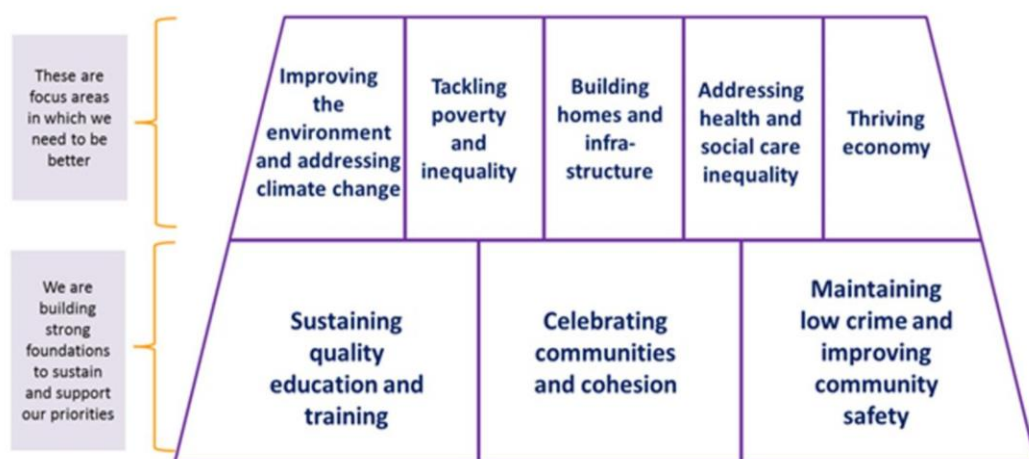 These are
focus areas
in which we
need to be
better
Improving
the
environment
and addressing
climate change
Tackling
poverty
and
inequality
Building
homes and
infra-
structure
Addressing
health and
social care
inequality
Thriving
economy
We are
building
strong
foundations
to sustain
and support
our priorities
Sustaining
quality
education and
training
Celebrating
communities
and cohesion
Maintaining
low crime and
improving
community
safety